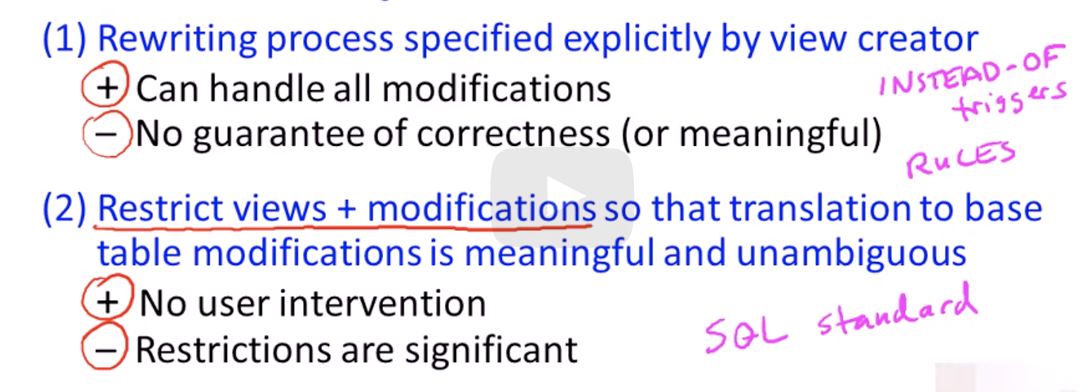 (1) Rewriting process specified explicitly by view creator
+ Can handle all modifications
INSTEAD-OF
triggers
– No guarantee of correctness (or meaningful)
RULES
(2) Restrict views + modifications so that translation to base
table modifications is meaningful and unambiguous
+ No user intervention
SQL standard
– Restrictions are significant